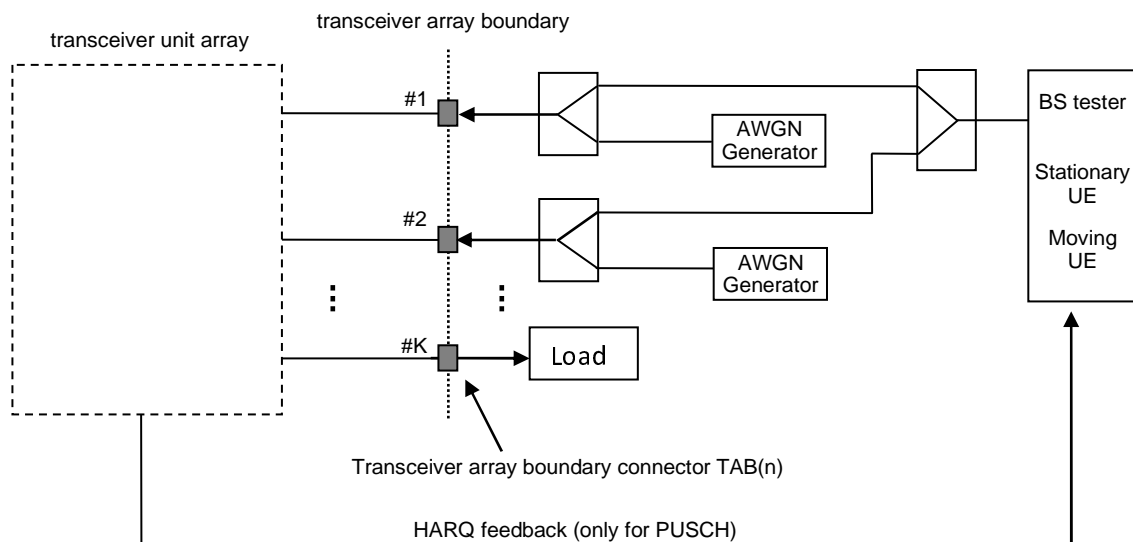 transceiver array boundary
transceiver unit array
#1
AWGN
Generator
BS tester
Stationary
UE
Moving
UE
#2
AWGN
Generator
#K
Load
Transceiver array boundary connector TAB(n)
HARQ feedback (only for PUSCH)